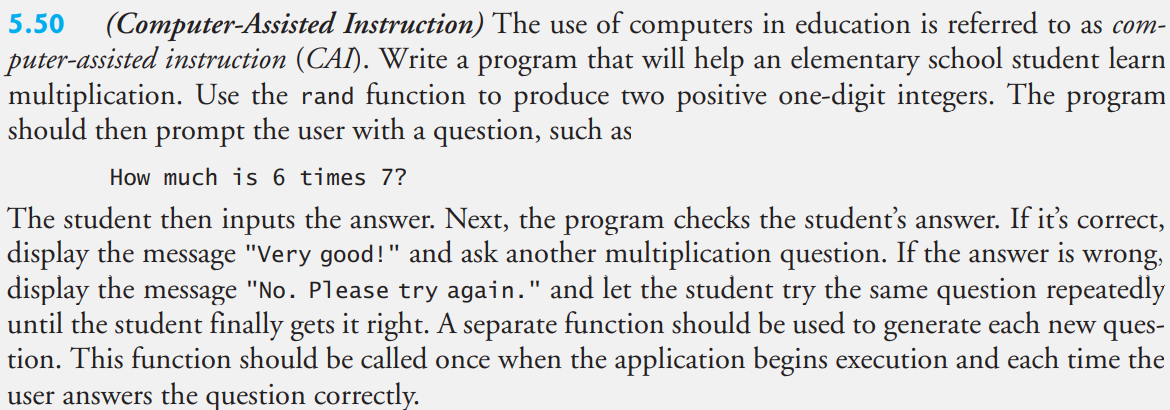 5.50 (Computer-Assisted Instruction) The use of computers in education is referred to as com-
puter-assisted instruction (CAI). Write a program that will help an elementary school student learn
multiplication. Use the rand function to produce two positive one-digit integers. The program
should then prompt the user with a question, such as
How much is 6 times 7?
The student then inputs the answer. Next, the program checks the student’s answer. If it’s correct,
display the message "Very good!" and ask another multiplication question. If the answer is wrong,
display the message "No. Please try again." and let the student try the same question repeatedly
until the student finally gets it right. A separate function should be used to generate each new ques-
tion. This function should be called once when the application begins execution and each time the
user answers the question correctly.